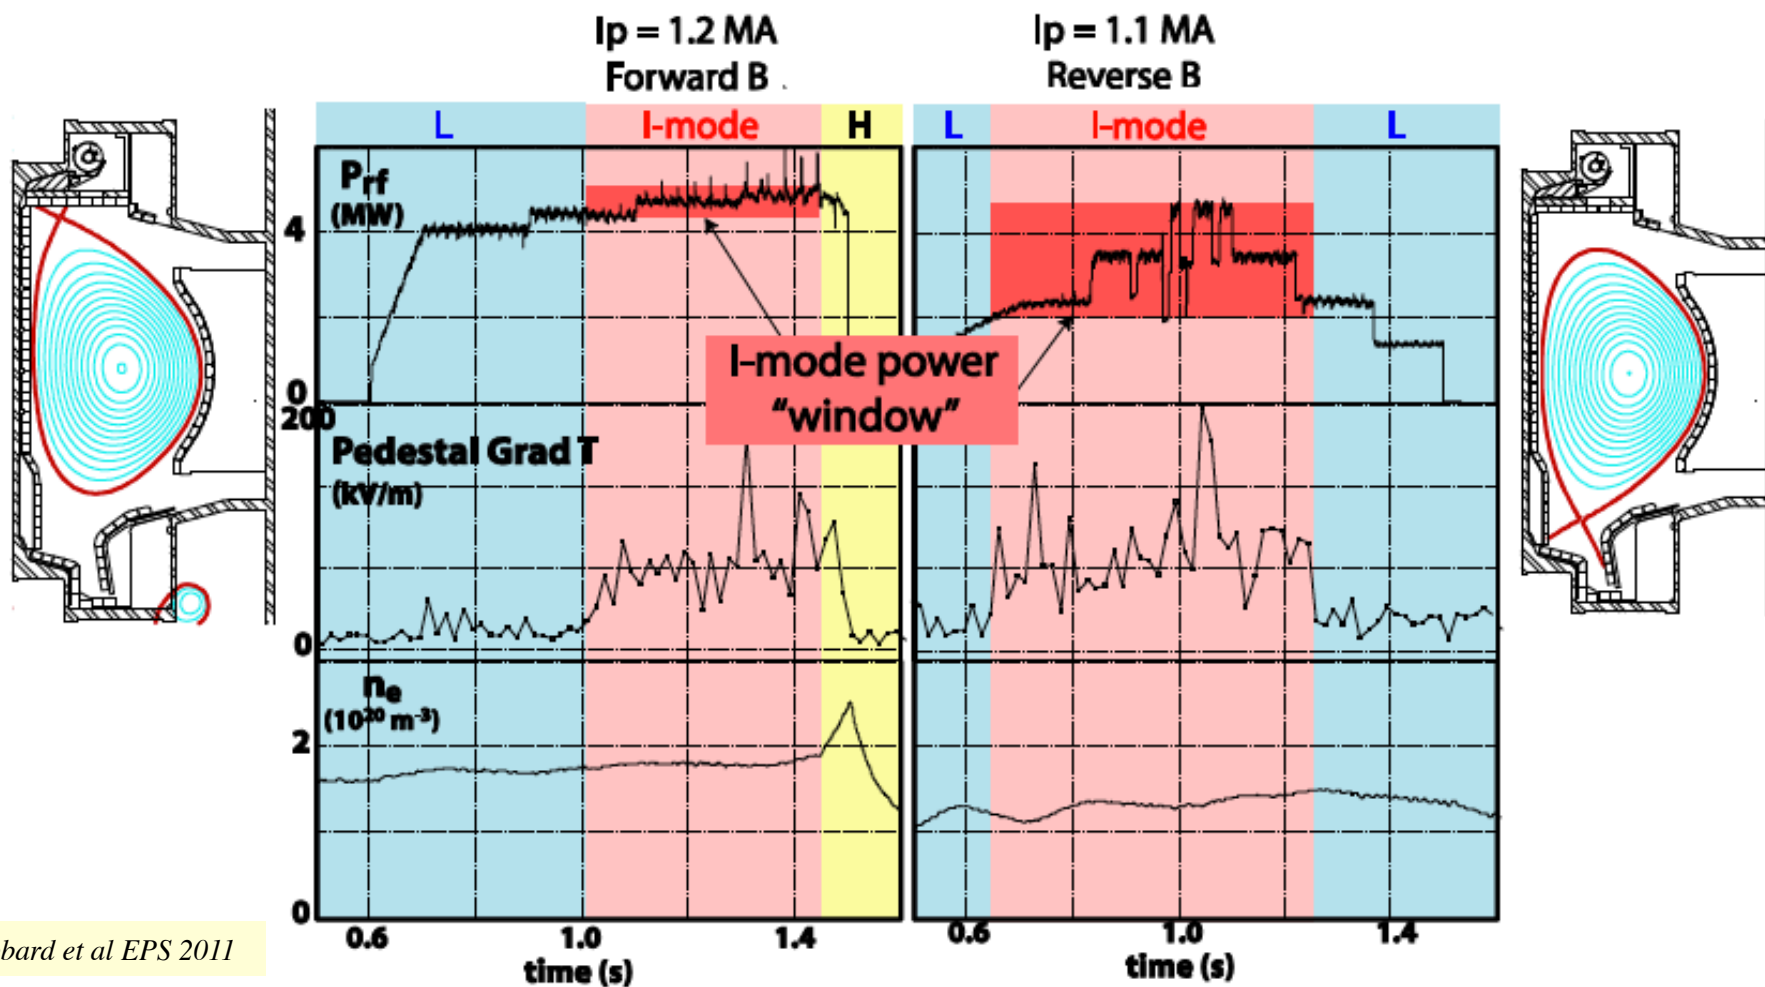 Ip = 1.2 MA
Forward B
Ip = 1.1 MA
Reverse B
L
I-mode
H
L
I-mode
L
Prf
(MW)
4
0
I-mode power
“window”
200
Pedestal Grad T
(kV/m)
0
ne
(10²⁰ m⁻³)
2
0
0.6
1.0
1.4
time (s)
0.6
1.0
1.4
time (s)
bard et al EPS 2011